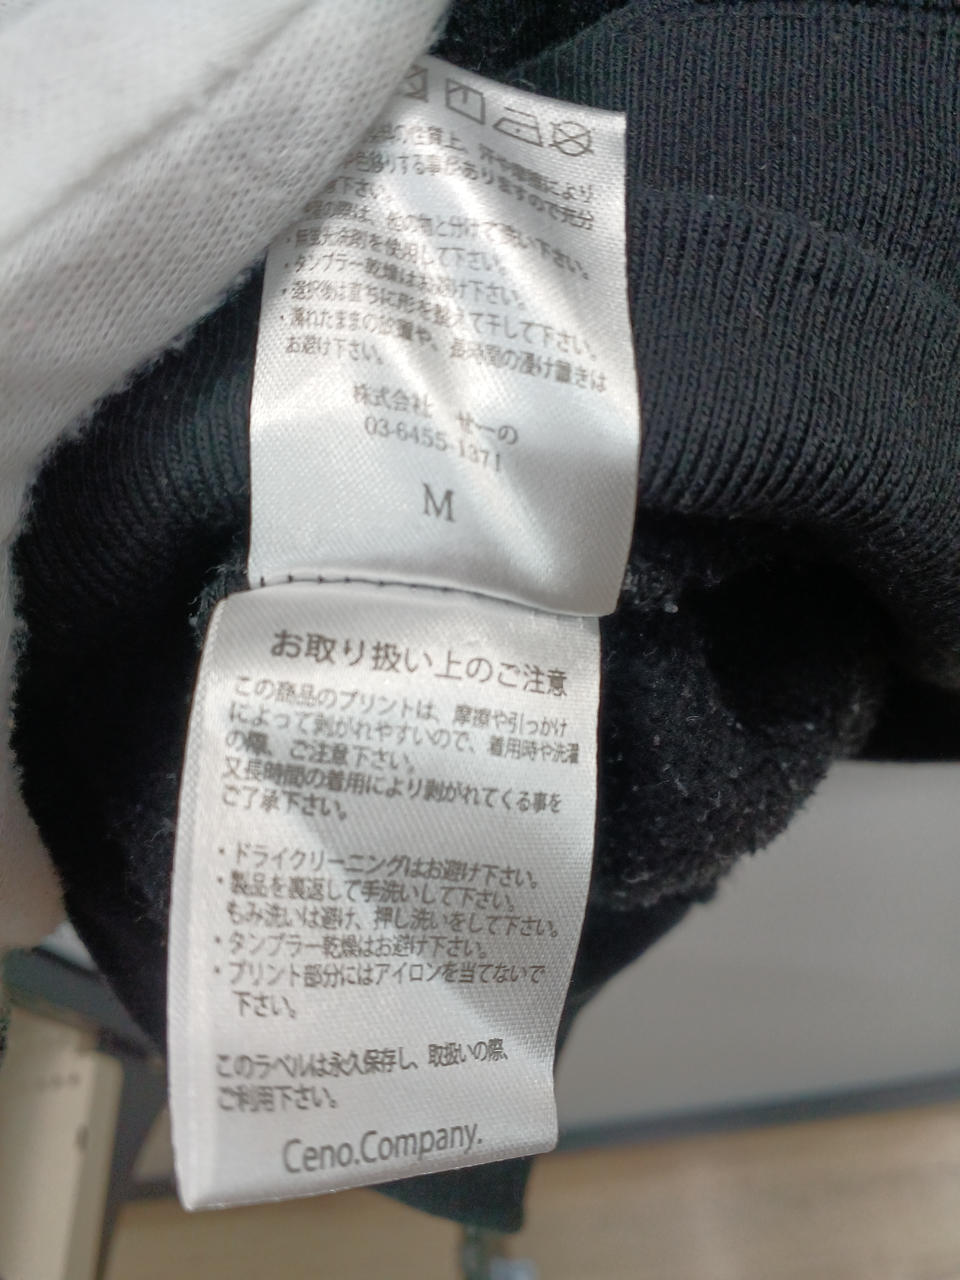 の性質上、汗や摩擦により
色移りする事がありますので充分
意下さい。
の際は、他の物と分けて洗い下さい。
・無蛍光洗剤を使用して下さい。
・タンブラー乾燥はお避け下さい。
・選択後は直ちに形を整えて干して下さい。
・濡れたままの放置や、長時間の浸け置きは
お避け下さい。
株式会社 せーの
03-6455-1371
M
お取り扱い上のご注意
この商品のプリントは、摩擦や引っかけ
によって剥がれやすいので、着用時や洗濯
の際、ご注意下さい。
又長時間の着用により剥がれてくる事を
ご了承下さい。
・ドライクリーニングはお避け下さい。
・製品を裏返して手洗いして下さい。
もみ洗いは避け、押し洗いをして下さい。
・タンブラー乾燥はお避け下さい。
・プリント部分にはアイロンを当てないで
下さい。
このラベルは永久保存し、取扱いの際、
ご利用下さい。
Ceno.Company.